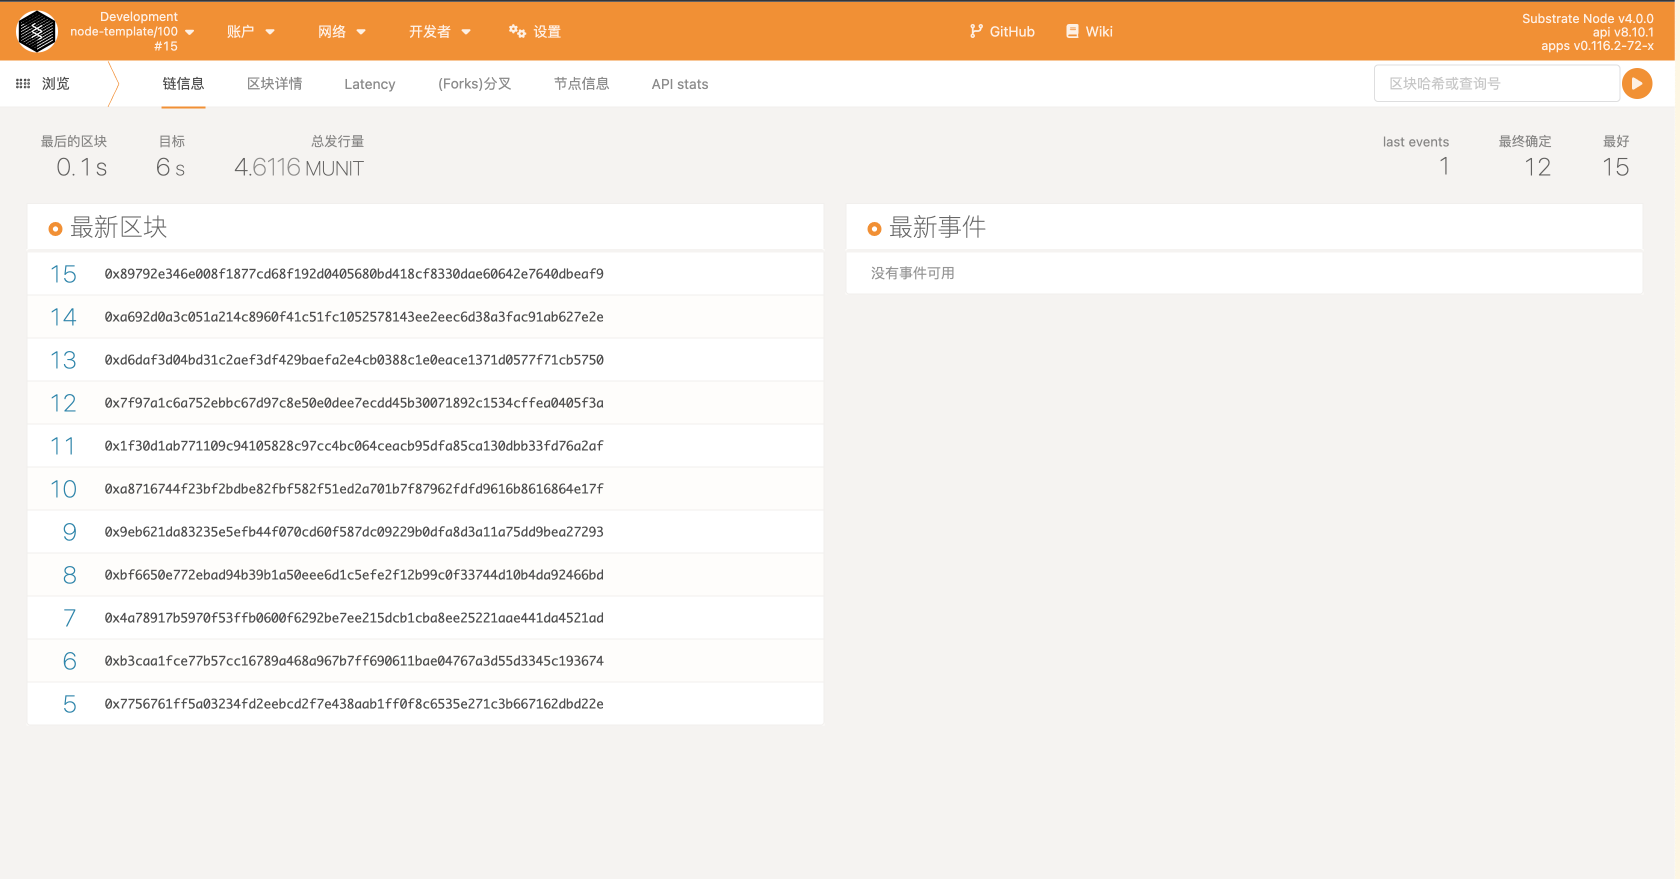 Development
node-template/100
#15
账户
网络
开发者
设置
GitHub
Wiki
Substrate Node v4.0.0
api v8.10.1
apps v0.116.2-72-x
浏览
链信息
区块详情
Latency
(Forks)分叉
节点信息
API stats
区块哈希或查询号
最后的区块
0.1 s
目标
6 s
总发行量
4.6116 MUNIT
last events
1
最终确定
12
最好
15
最新区块
15 0x89792e346e008f1877cd68f192d0405680bd418cf8330dae60642e7640dbeaf9
14 0xa692d0a3c051a214c8960f41c51fc1052578143ee2eec6d38a3fac91ab627e2e
13 0xd6daf3d04bd31c2aef3df429baefa2e4cb0388c1e0eace1371d0577f71cb5750
12 0x7f97a1c6a752ebbc67d97c8e50e0dee7ecdd45b30071892c1534cffea0405f3a
11 0x1f30d1ab771109c94105828c97cc4bc064ceacb95dfa85ca130dbb33fd76a2af
10 0xa8716744f23bf2bdbe82fbf582f51ed2a701b7f87962fdfd9616b8616864e17f
9 0x9eb621da83235e5efb44f070cd60f587dc09229b0dfa8d3a11a75dd9bea27293
8 0xbf6650e772ebad94b39b1a50eee6d1c5efe2f12b99c0f33744d10b4da92466bd
7 0x4a78917b5970f53ffb0600f6292be7ee215dcb1cba8ee25221aae441da4521ad
6 0xb3caa1fce77b57cc16789a468a967b7ff690611bae04767a3d55d3345c193674
5 0x7756761ff5a03234fd2eebcd2f7e438aab1ff0f8c6535e271c3b667162dbd22e
最新事件
没有事件可用